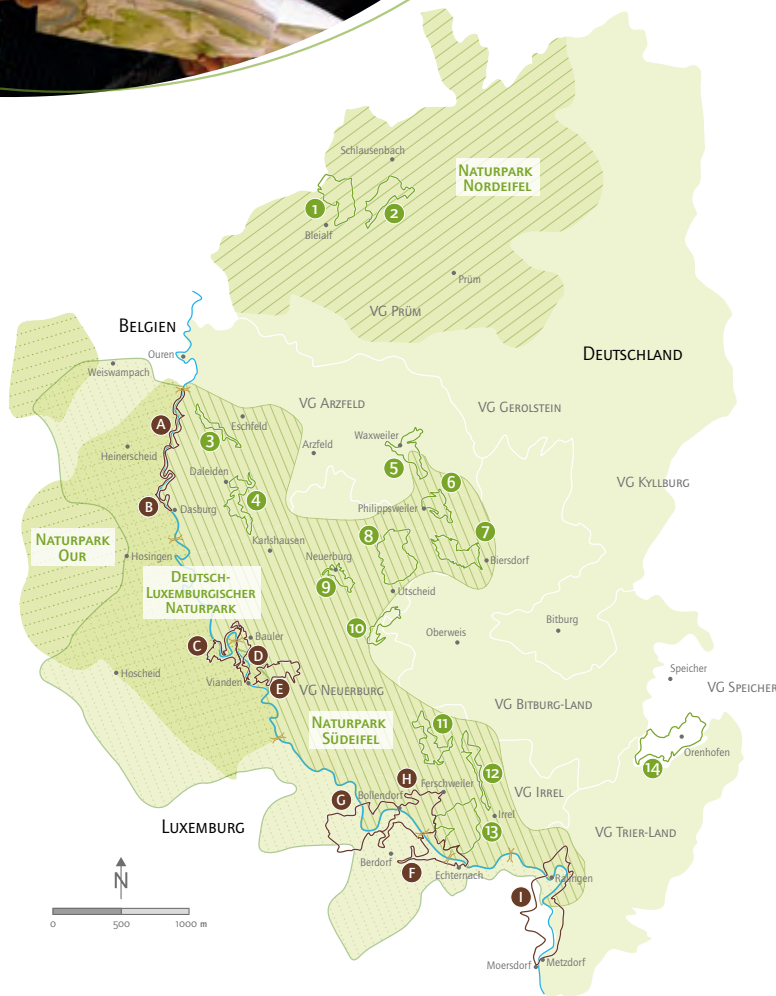 Schlausenbach
NATURPARK
NORDEIFEL
1
2
Bleialf
Prüm
VG PRÜM
BELGIEN
DEUTSCHLAND
Ouren
Weiswampach
VG ARZFELD
VG GEROLSTEIN
A
Eschfeld
3
Waxweiler
Arzfeld
Heinerscheid
Daleiden
5
6
VG KYLLBURG
4
B
Dasburg
Philippsweiler
8
7
NATURPARK
OUR
Karlshausen
Hosingen
Neuerburg
Biersdorf
DEUTSCH-
LUXEMBURGISCHER
NATURPARK
9
Utscheid
10
Bitburg
Oberweis
Bauler
C
D
Speicher
Hoscheid
Vianden
E
VG NEUERBURG
VG SPEICHER
VG BITBURG-LAND
NATURPARK
SÜDEIFEL
11
Orenhofen
14
12
H
Ferschweiler
VG IRREL
G
Bollendorf
Irrel
LUXEMBURG
13
VG TRIER-LAND
Berdorf
F
Echternach
Ralingen
N
I
0 500 1000 m
Moersdorf
Metzdorf